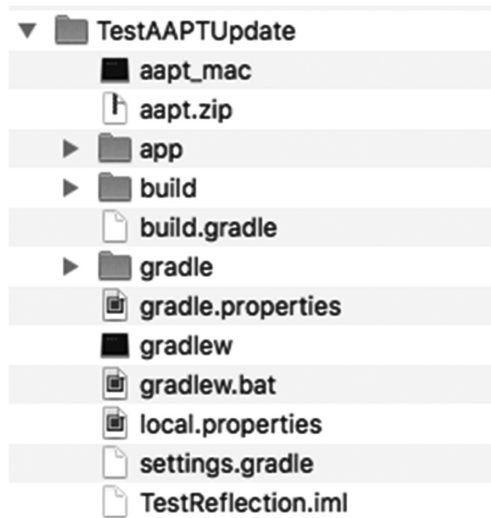 TestAAPTUpdate
aapt_mac
aapt.zip
app
build
build.gradle
gradle
gradle.properties
gradlew
gradlew.bat
local.properties
settings.gradle
TestReflection.iml